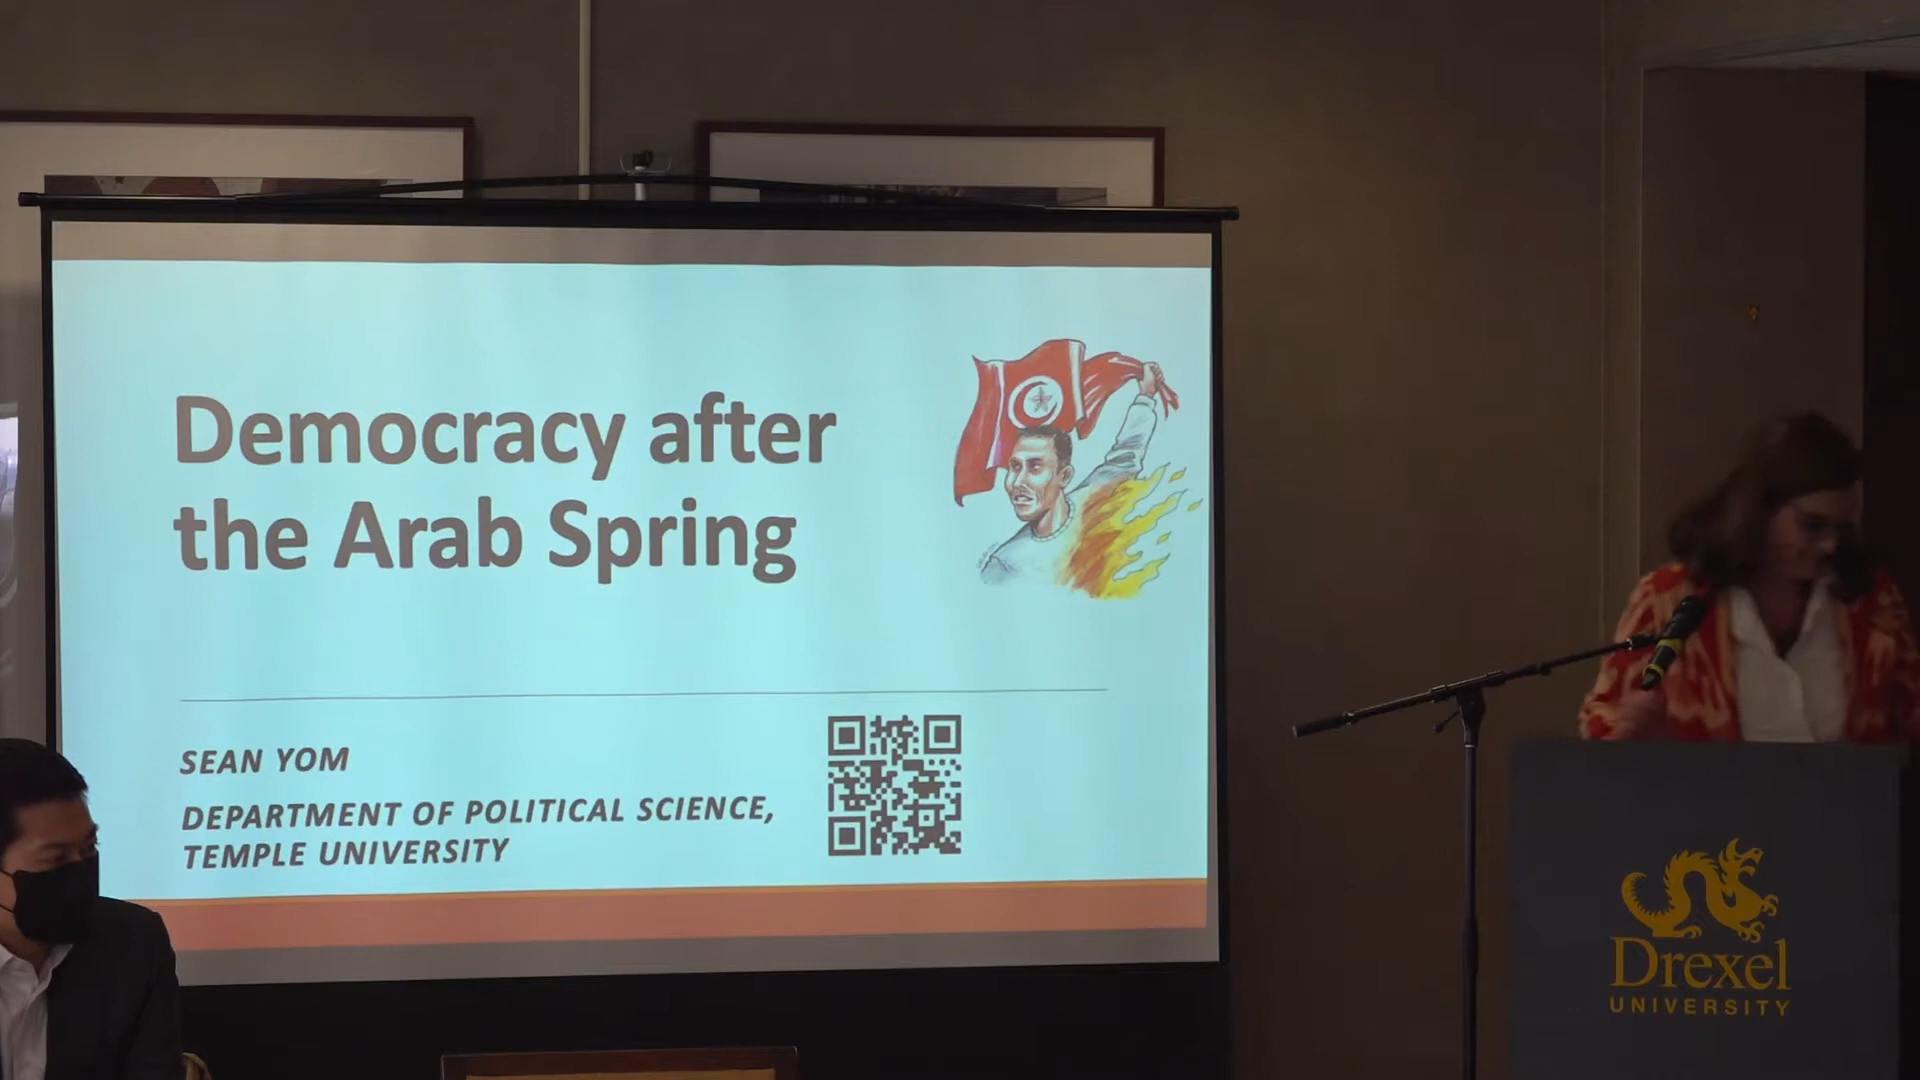 Democracy after
the Arab Spring
SEAN YOM
DEPARTMENT OF POLITICAL SCIENCE,
TEMPLE UNIVERSITY
Drexel
UNIVERSITY